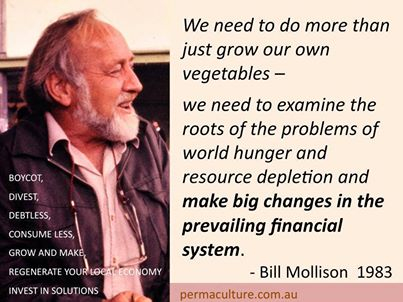 We need to do more than
just grow our own
vegetables –
we need to examine the
roots of the problems of
world hunger and
resource depletion and
make big changes in the
prevailing financial
system.
- Bill Mollison 1983
permaculture.com.au
BOYCOT,
DIVEST,
DEBTLESS,
CONSUME LESS,
GROW AND MAKE,
REGENERATE YOUR LOCAL ECONOMY
INVEST IN SOLUTIONS